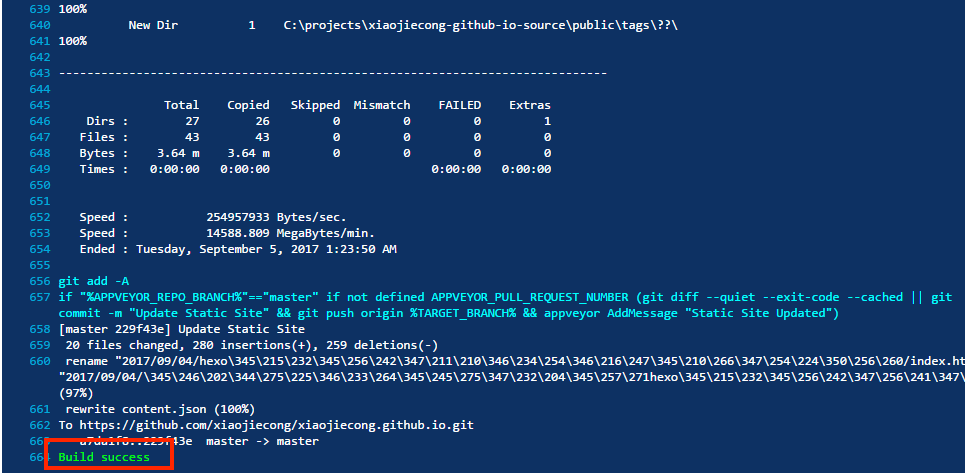 639 100%
640 New Dir 1 C:\projects\xiaojiecong-github-io-source\public\tags\??\
641 100%
642
643 ------------------------------------------------------------------------------
644
645 Total Copied Skipped Mismatch FAILED Extras
646 Dirs : 27 26 0 0 0 1
647 Files : 43 43 0 0 0 0
648 Bytes : 3.64 m 3.64 m 0 0 0 0
649 Times : 0:00:00 0:00:00 0:00:00 0:00:00
650
651
652 Speed : 254957933 Bytes/sec.
653 Speed : 14588.809 MegaBytes/min.
654 Ended : Tuesday, September 5, 2017 1:23:50 AM
655
656 git add -A
657 if "%APPVEYOR_REPO_BRANCH%"=="master" if not defined APPVEYOR_PULL_REQUEST_NUMBER (git diff --quiet --exit-code --cached || git
commit -m "Update Static Site" && git push origin %TARGET_BRANCH% && appveyor AddMessage "Static Site Updated")
658 [master 229f43e] Update Static Site
659 20 files changed, 280 insertions(+), 259 deletions(-)
660 rename "2017/09/04/hexo\345\215\232\345\256\242\347\211\210\346\234\254\346\216\247\345\210\266\347\254\224\350\256\260/index.ht
"2017/09/04/\345\246\202\344\275\225\346\233\264\345\245\275\347\232\204\345\257\271hexo\345\215\232\345\256\242\347\256\241\347\
(97%)
661 rewrite content.json (100%)
662 To https://github.com/xiaojiecong/xiaojiecong.github.io.git
master -> master
664 Build success